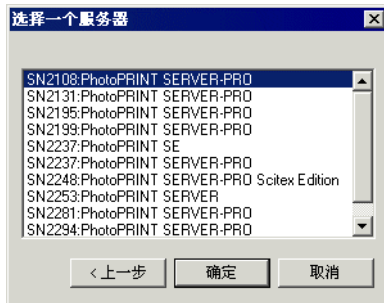 选择一个服务器
SN2108:PhotoPRINT SERVER-PRO
SN2131:PhotoPRINT SERVER-PRO
SN2195:PhotoPRINT SERVER-PRO
SN2199:PhotoPRINT SERVER-PRO
SN2237:PhotoPRINT SE
SN2237:PhotoPRINT SERVER-PRO
SN2248:PhotoPRINT SERVER-PRO Scitex Edition
SN2253:PhotoPRINT SERVER
SN2281:PhotoPRINT SERVER-PRO
SN2294:PhotoPRINT SERVER-PRO
<上一步 确定 取消